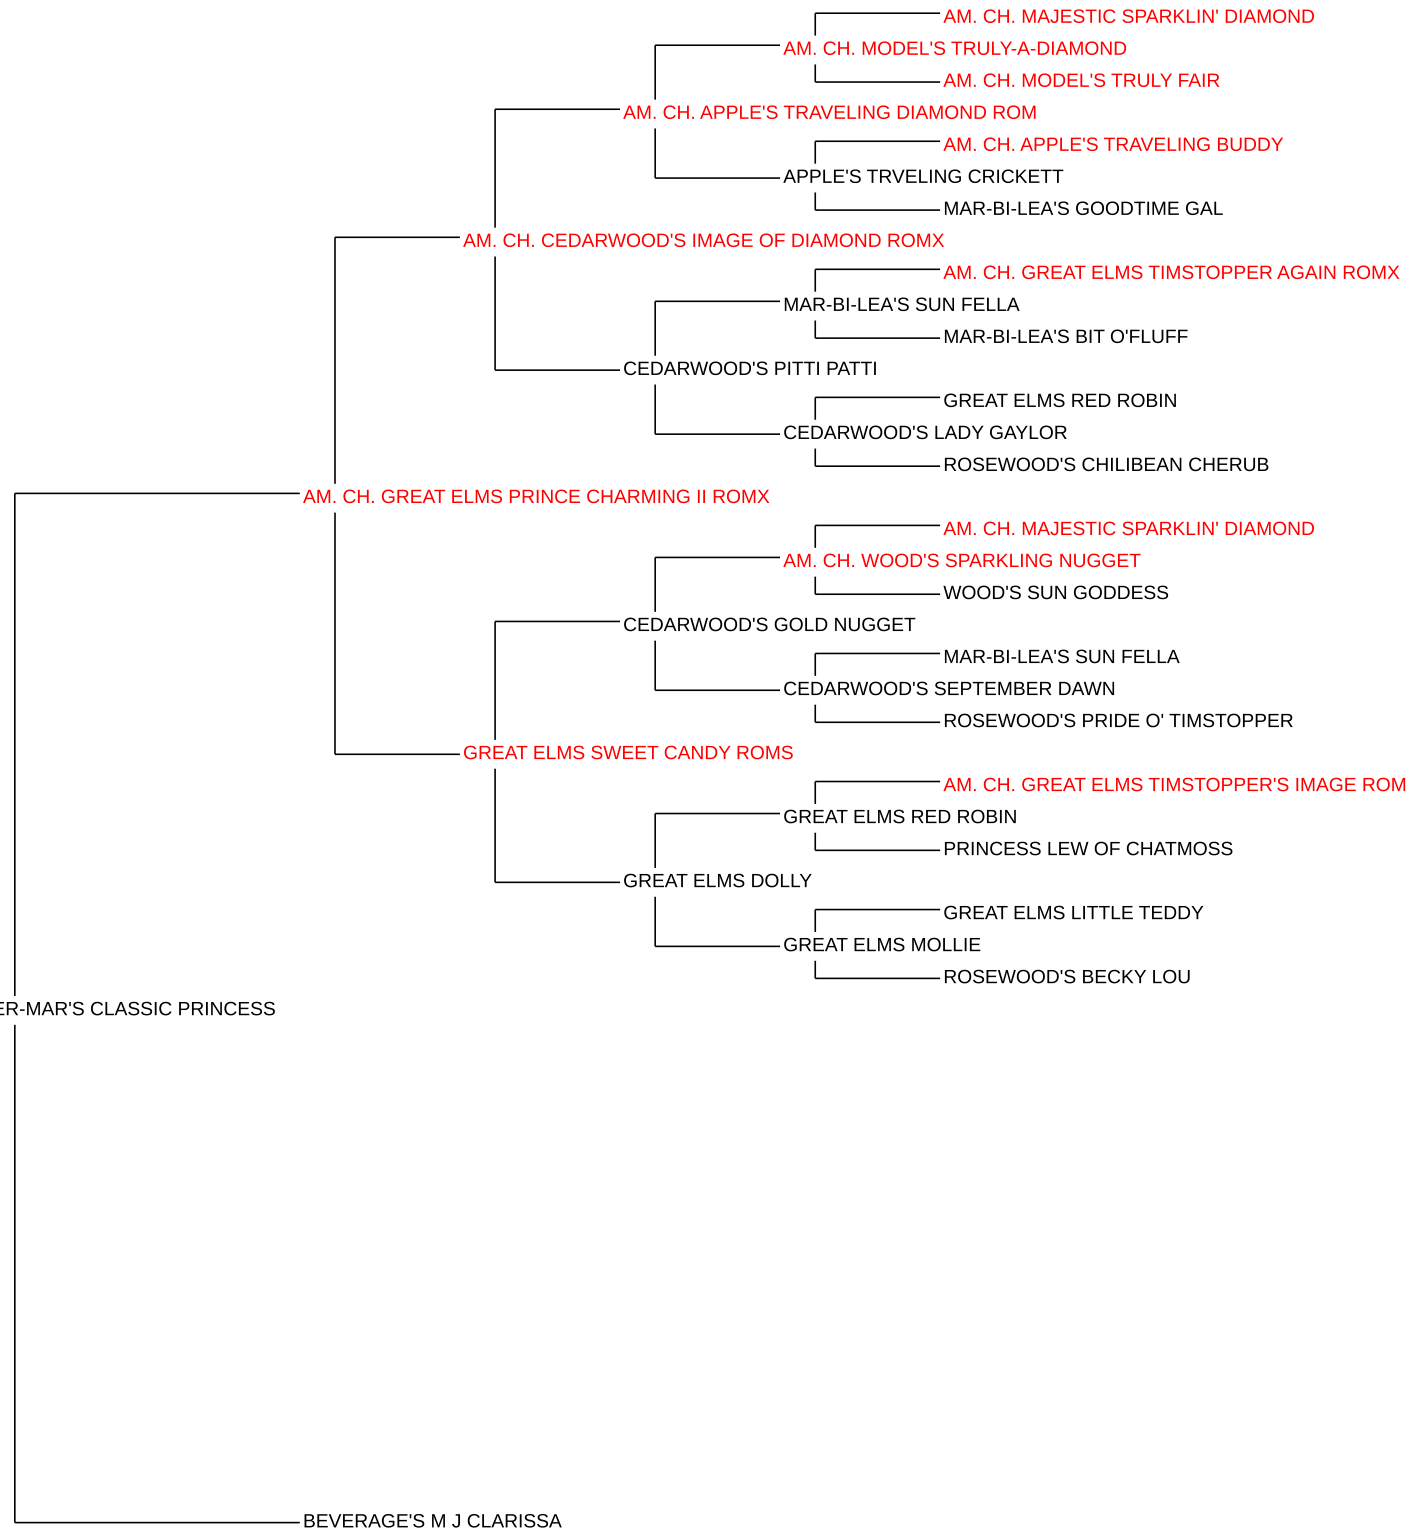 AM. CH. MAJESTIC SPARKLIN' DIAMOND
AM. CH. MODEL'S TRULY-A-DIAMOND
AM. CH. MODEL'S TRULY FAIR
AM. CH. APPLE'S TRAVELING DIAMOND ROM
AM. CH. APPLE'S TRAVELING BUDDY
APPLE'S TRVELING CRICKETT
MAR-BI-LEA'S GOODTIME GAL
AM. CH. CEDARWOOD'S IMAGE OF DIAMOND ROMX
AM. CH. GREAT ELMS TIMSTOPPER AGAIN ROMX
MAR-BI-LEA'S SUN FELLA
MAR-BI-LEA'S BIT O'FLUFF
CEDARWOOD'S PITTI PATTI
GREAT ELMS RED ROBIN
CEDARWOOD'S LADY GAYLOR
ROSEWOOD'S CHILIBEAN CHERUB
AM. CH. GREAT ELMS PRINCE CHARMING II ROMX
AM. CH. MAJESTIC SPARKLIN' DIAMOND
AM. CH. WOOD'S SPARKLING NUGGET
WOOD'S SUN GODDESS
CEDARWOOD'S GOLD NUGGET
MAR-BI-LEA'S SUN FELLA
CEDARWOOD'S SEPTEMBER DAWN
ROSEWOOD'S PRIDE O' TIMSTOPPER
GREAT ELMS SWEET CANDY ROMS
AM. CH. GREAT ELMS TIMSTOPPER'S IMAGE ROM
GREAT ELMS RED ROBIN
PRINCESS LEW OF CHATMOSS
GREAT ELMS DOLLY
GREAT ELMS LITTLE TEDDY
GREAT ELMS MOLLIE
ROSEWOOD'S BECKY LOU
ER-MAR'S CLASSIC PRINCESS
BEVERAGE'S M J CLARISSA